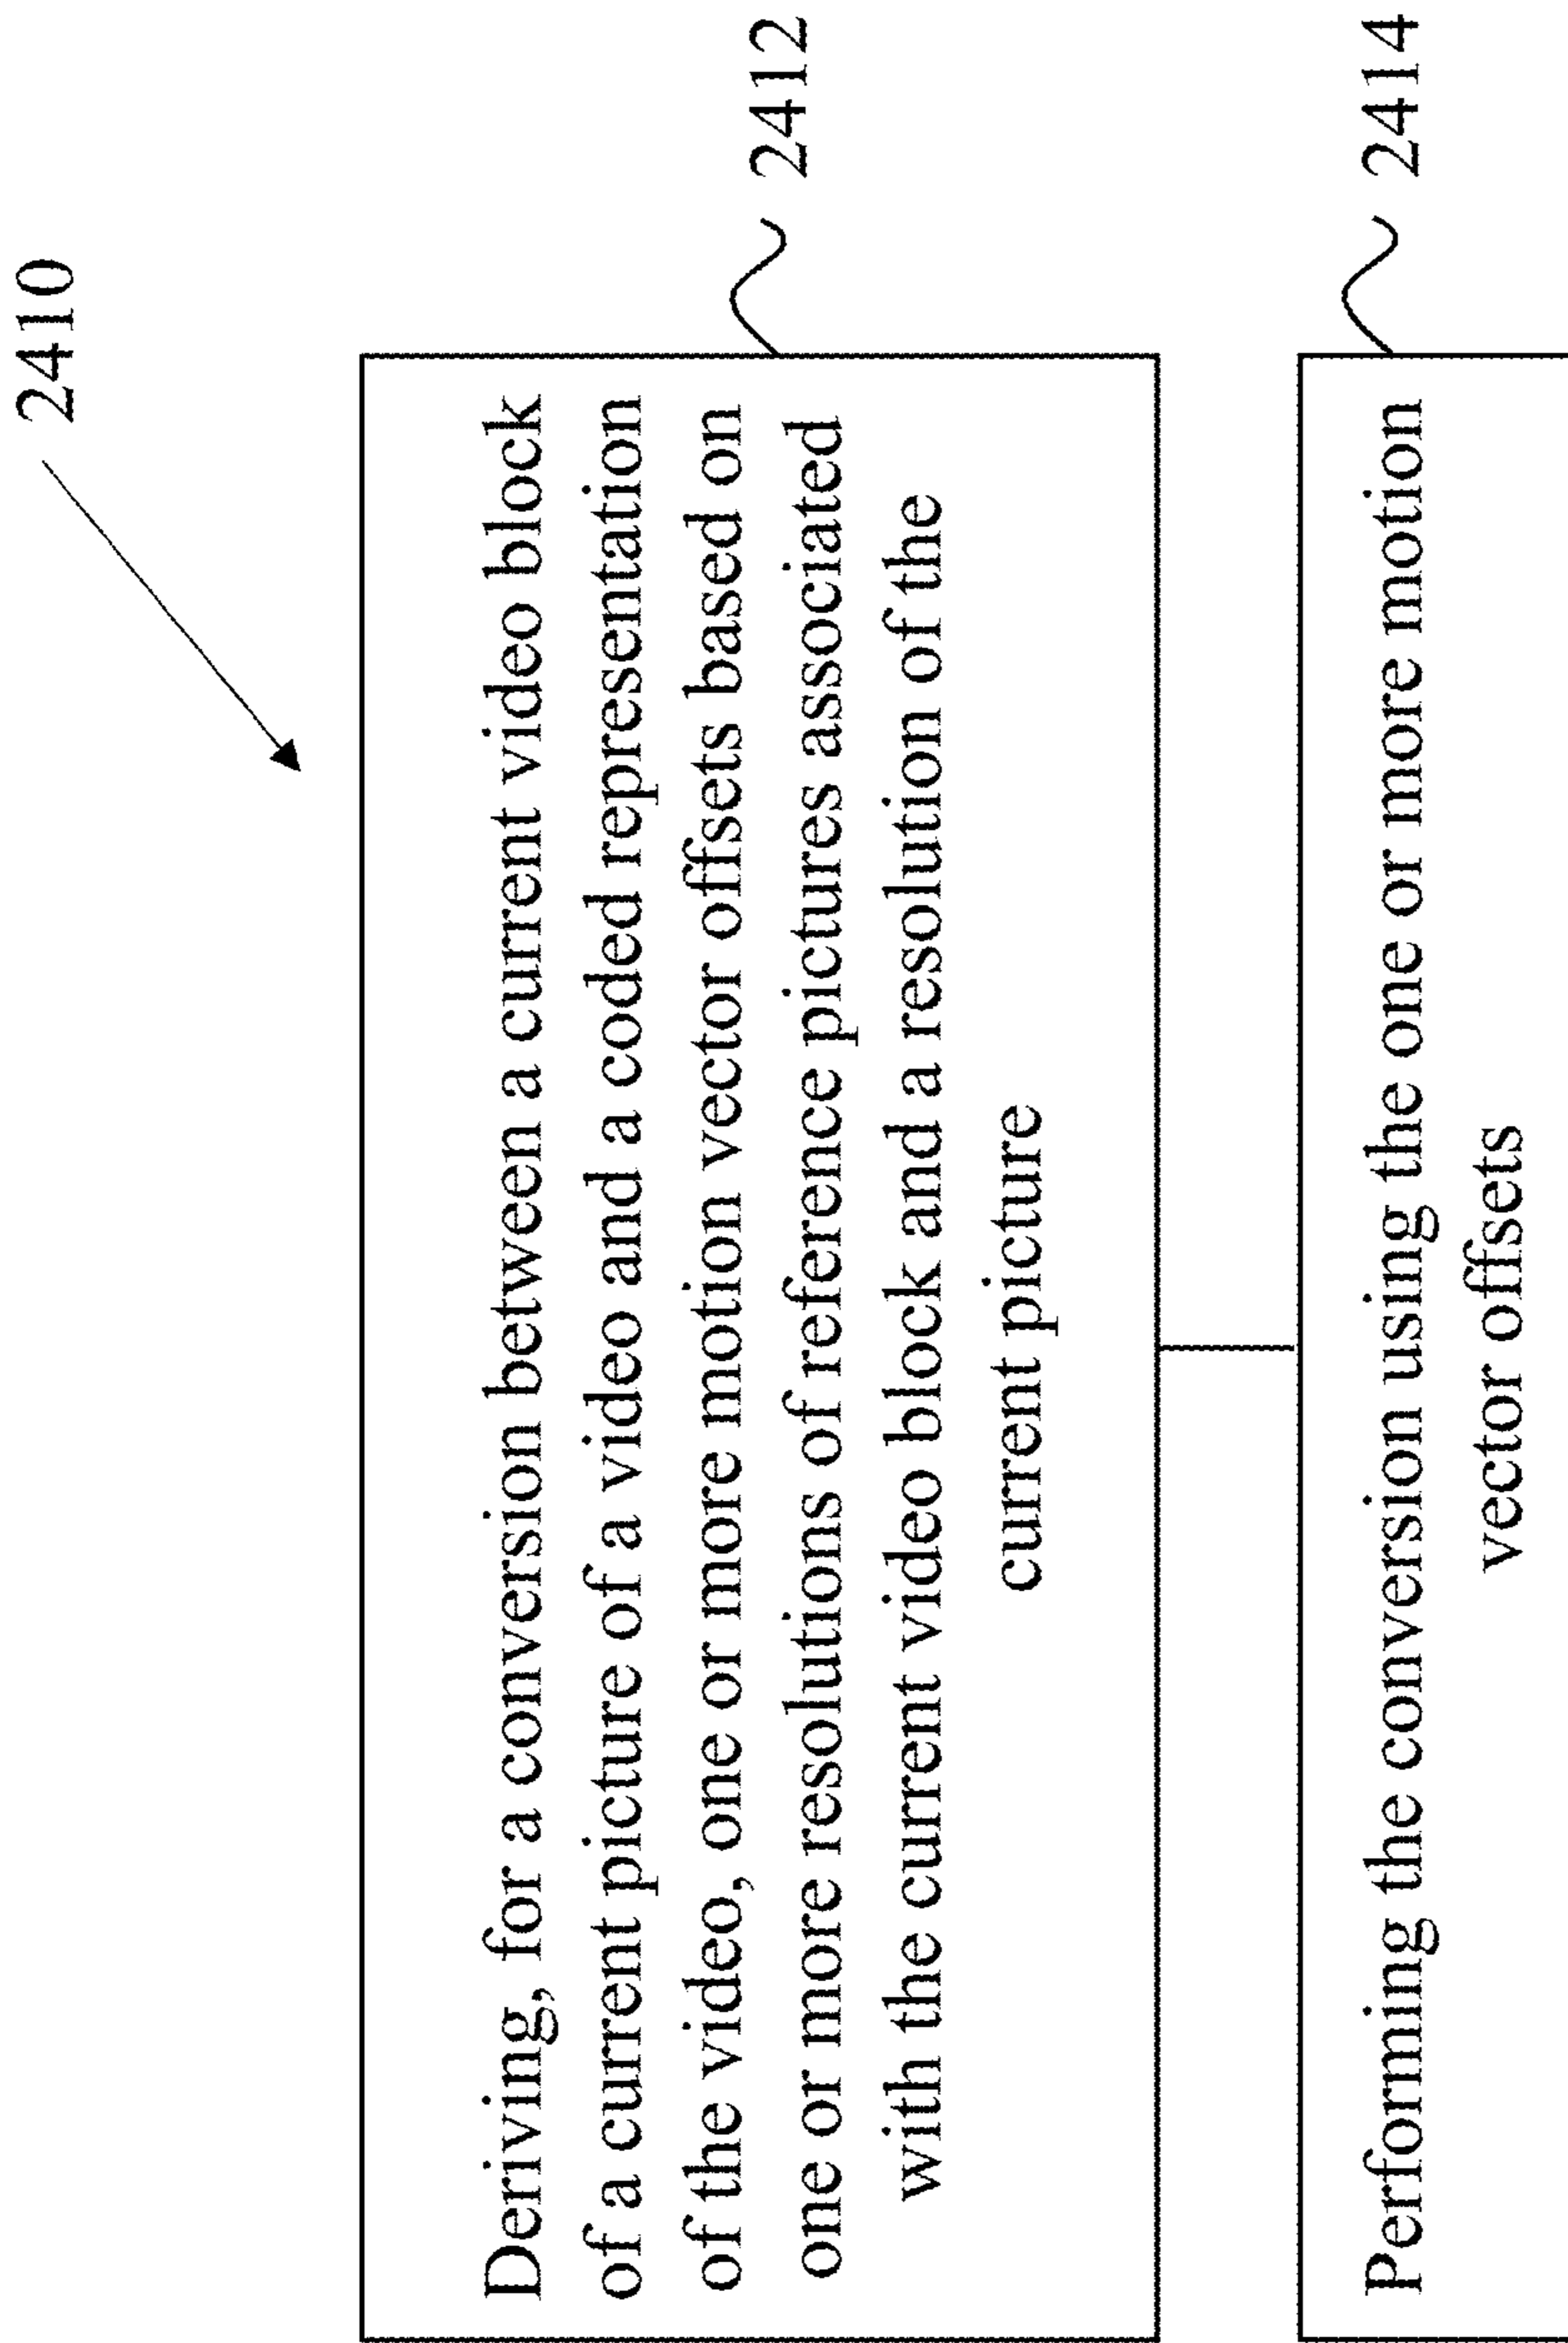 2410
Deriving, for a conversion between a current video block
of a current picture of a video and a coded representation
of the video, one or more motion vector offsets based on
one or more resolutions of reference pictures associated
with the current video block and a resolution of the
current picture
2412
Performing the conversion using the one or more motion
vector offsets
2414